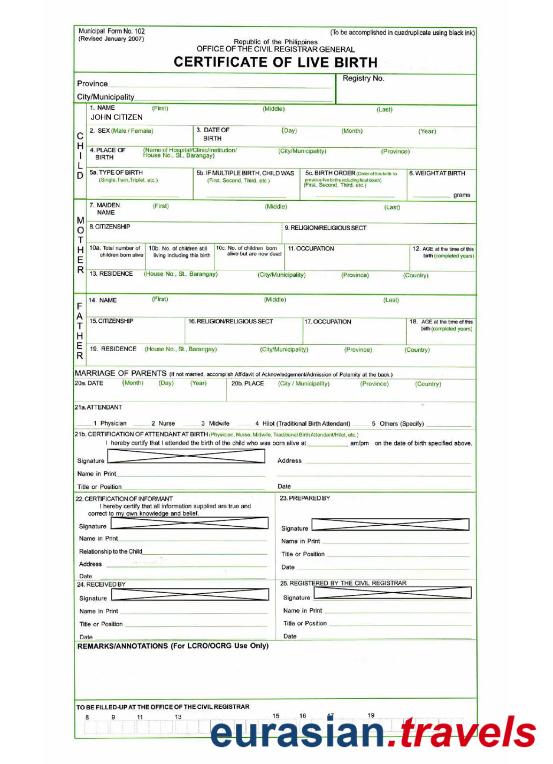 Municipal Form No. 102 (To be accomplished in quadruplicate using black ink)
(Revised January 2007)
Republic of the Philippines
OFFICE OF THE CIVIL REGISTRAR GENERAL
CERTIFICATE OF LIVE BIRTH
Province Registry No.
City/Municipality
CHILD
1. NAME (First) (Middle) (Last)
JOHN CITIZEN
2. SEX (Male / Female) 3. DATE OF BIRTH (Day) (Month) (Year)
4. PLACE OF BIRTH (Name of Hospital/Clinic/Institution/ House No., St., Barangay) (City/Municipality) (Province)
5a. TYPE OF BIRTH 5b. IF MULTIPLE BIRTH, CHILD WAS 5c. BIRTH ORDER 6. WEIGHT AT BIRTH
(Single, Twin, Triplet, etc.) (First, Second, Third, etc.) (First, Second, Third, etc.)
grams
MOTHER
7. MAIDEN NAME (First) (Middle) (Last)
8. CITIZENSHIP 9. RELIGION/RELIGIOUS SECT
10a. Total number of children born alive 10b. No. of children still living including this birth 10c. No. of children born alive but are now dead 11. OCCUPATION 12. AGE at the time of this birth (completed years)
13. RESIDENCE (House No., St., Barangay) (City/Municipality) (Province) (Country)
FATHER
14. NAME (First) (Middle) (Last)
15. CITIZENSHIP 16. RELIGION/RELIGIOUS SECT 17. OCCUPATION 18. AGE at the time of this birth (completed years)
19. RESIDENCE (House No., St., Barangay) (City/Municipality) (Province) (Country)
MARRIAGE OF PARENTS (If not married, accomplish Affidavit of Acknowledgement/Admission of Paternity at the back.)
20a. DATE (Month) (Day) (Year) 20b. PLACE (City / Municipality) (Province) (Country)
21a. ATTENDANT
1 Physician 2 Nurse 3 Midwife 4 Hilot (Traditional Birth Attendant) 5 Others (Specify)
21b. CERTIFICATION OF ATTENDANT AT BIRTH (Physician, Nurse, Midwife, Traditional Birth Attendant/Hilot, etc.)
I hereby certify that I attended the birth of the child who was born alive at am/pm on the date of birth specified above.
Signature Address
Name in Print
Title or Position Date
22. CERTIFICATION OF INFORMANT
I hereby certify that all information supplied are true and
correct to my own knowledge and belief.
Signature
Name in Print
Relationship to the Child
Address
Date
23. PREPARED BY
Signature
Name in Print
Title or Position
Date
24. RECEIVED BY
Signature
Name in Print
Title or Position
Date
25. REGISTERED BY THE CIVIL REGISTRAR
Signature
Name in Print
Title or Position
Date
REMARKS/ANNOTATIONS (For LCRO/OCRG Use Only)
TO BE FILLED-UP AT THE OFFICE OF THE CIVIL REGISTRAR
8 9 11 13 15 16 17 19
eurasian.travels